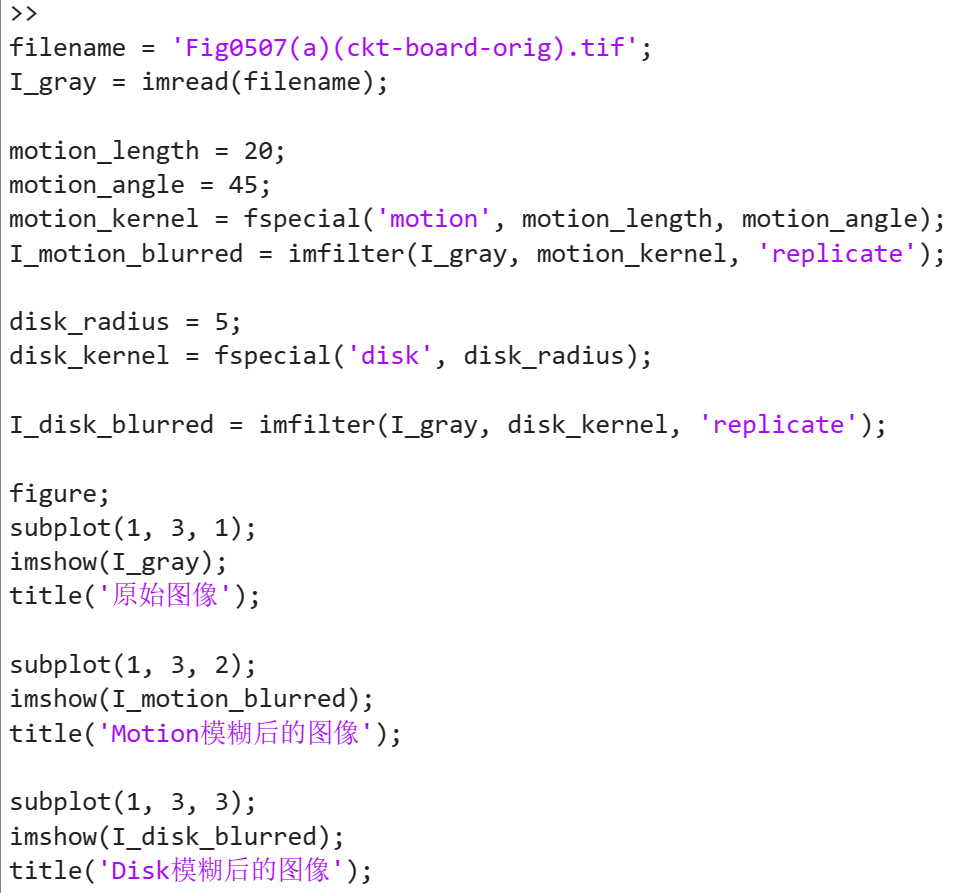 >>
filename = 'Fig0507(a)(ckt-board-orig).tif';
I_gray = imread(filename);
motion_length = 20;
motion_angle = 45;
motion_kernel = fspecial('motion', motion_length, motion_angle);
I_motion_blurred = imfilter(I_gray, motion_kernel, 'replicate');
disk_radius = 5;
disk_kernel = fspecial('disk', disk_radius);
I_disk_blurred = imfilter(I_gray, disk_kernel, 'replicate');
figure;
subplot(1, 3, 1);
imshow(I_gray);
title('原始图像');
subplot(1, 3, 2);
imshow(I_motion_blurred);
title('Motion模糊后的图像');
subplot(1, 3, 3);
imshow(I_disk_blurred);
title('Disk模糊后的图像');